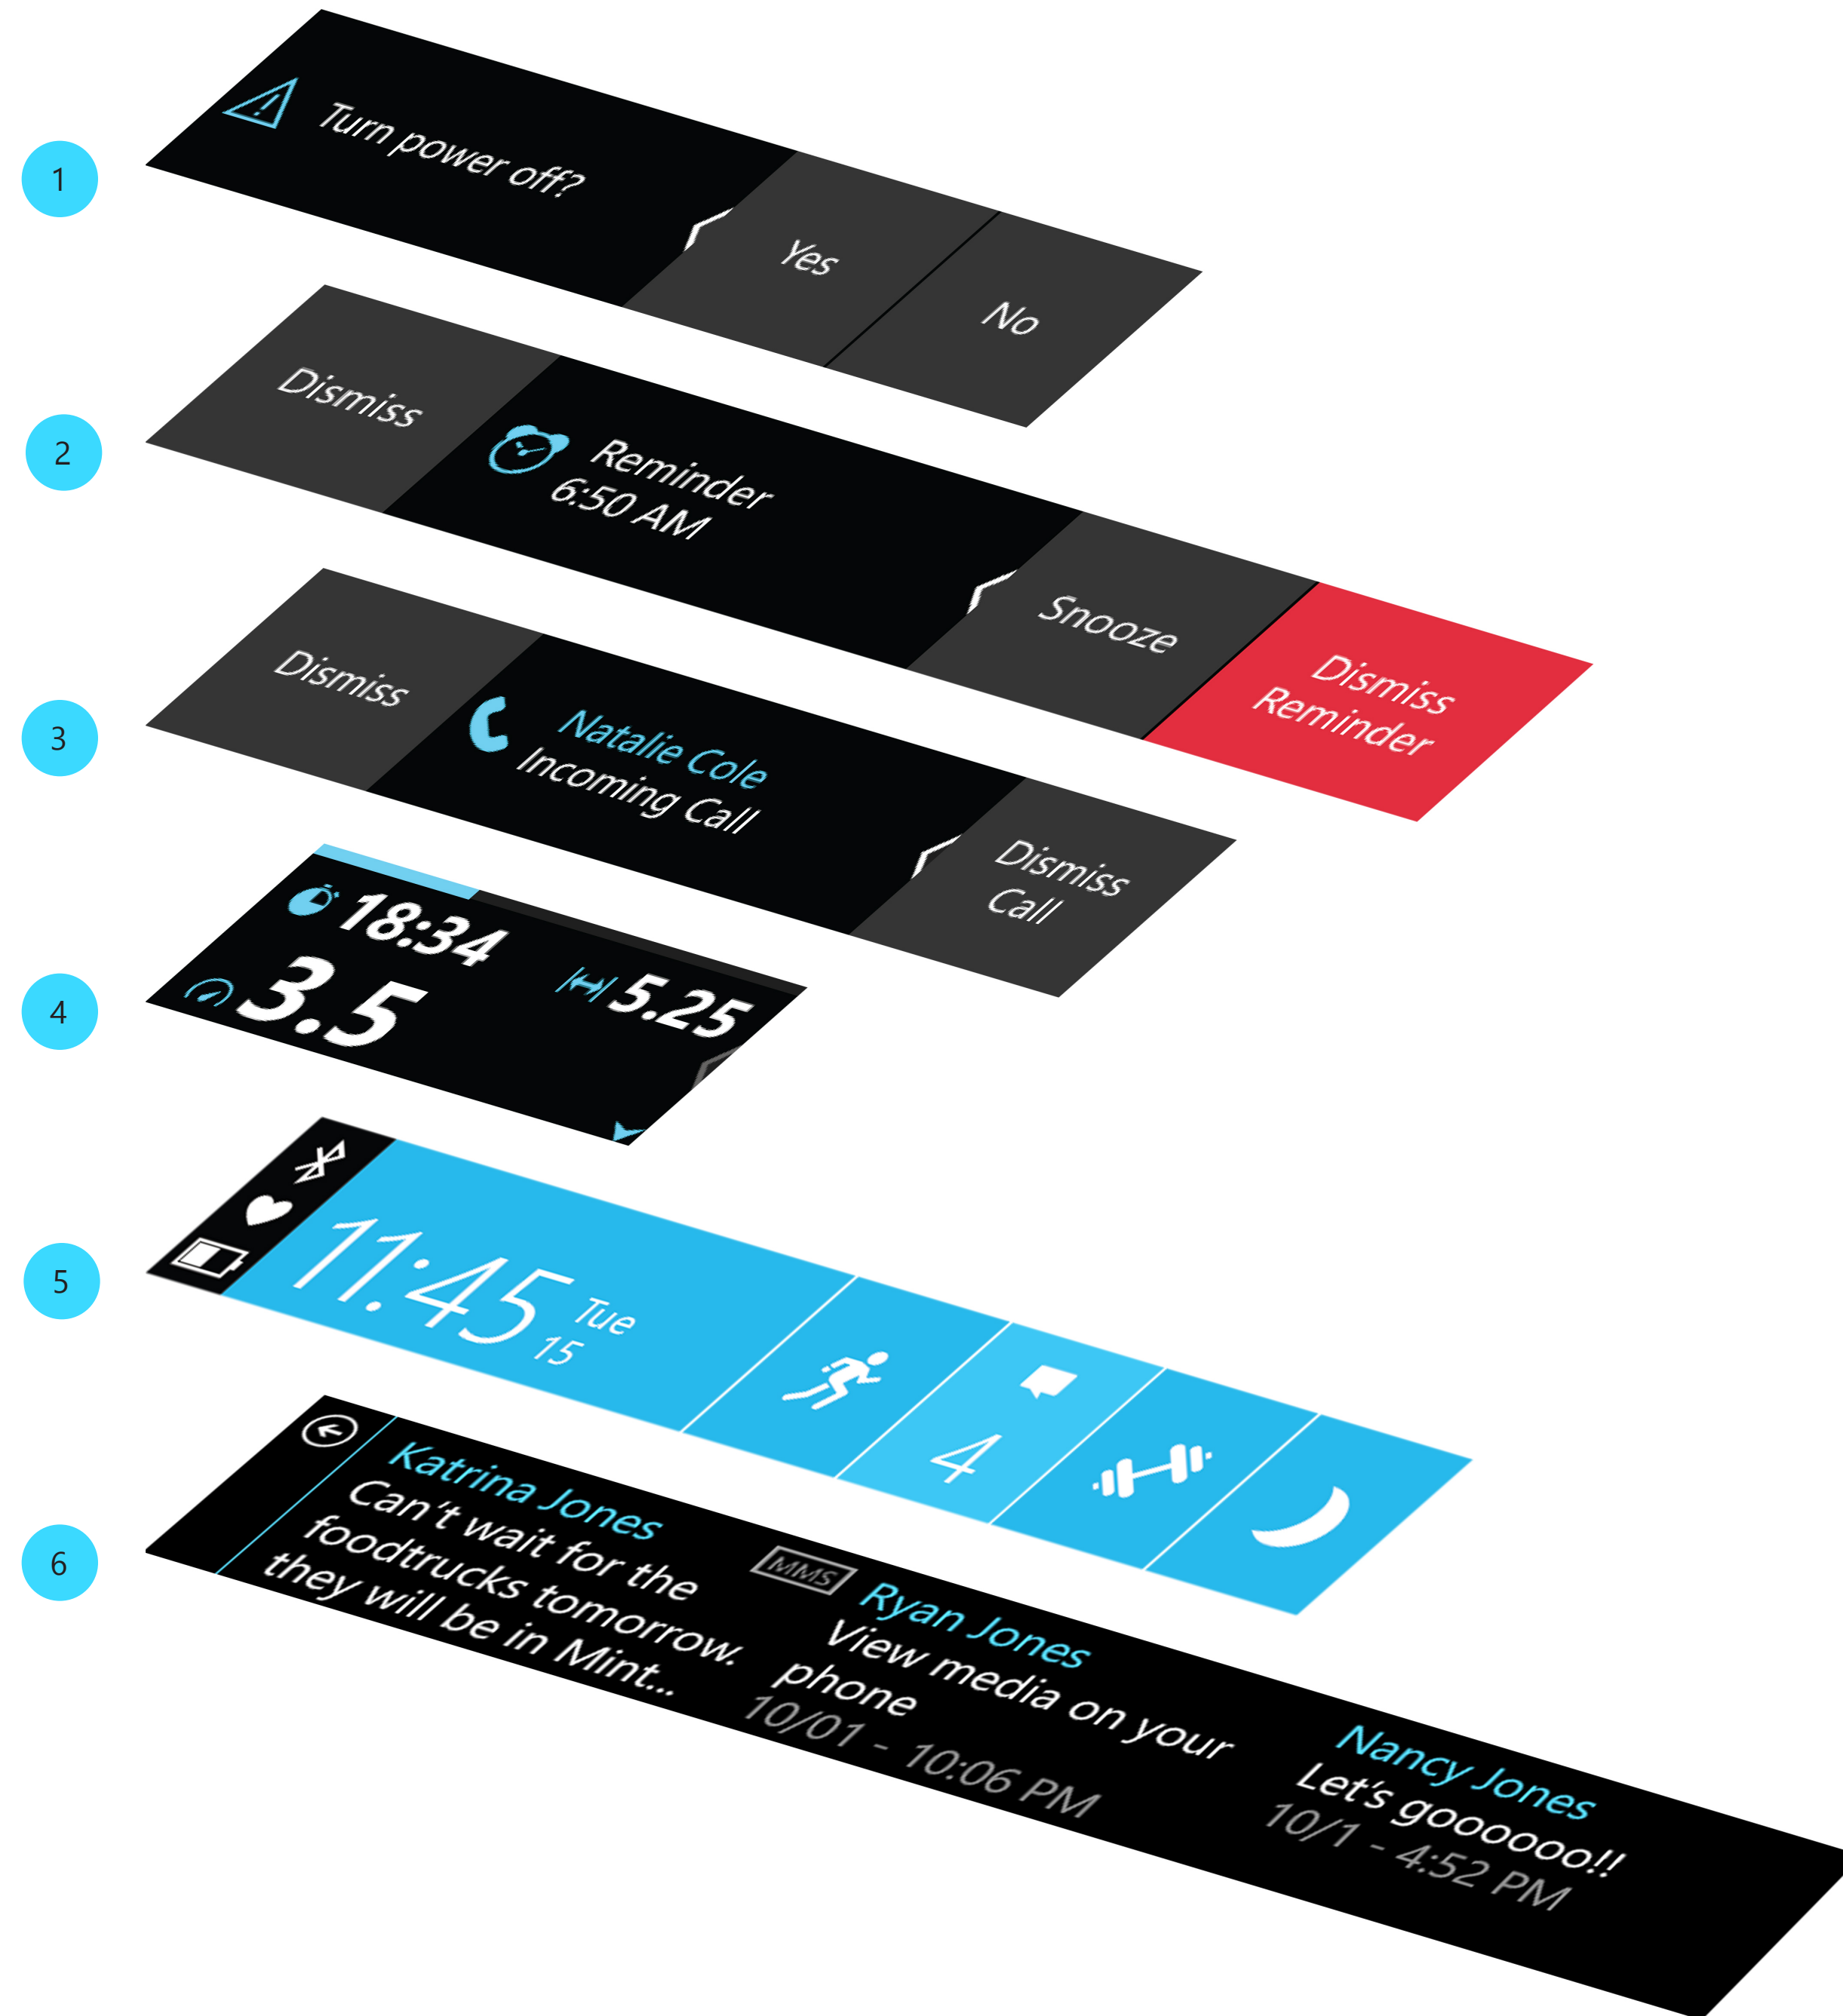 1
Turn power off?
Yes
No
2
Dismiss
Reminder
6:50 AM
Snooze
Dismiss
Reminder
3
Dismiss
Natalie Cole
Incoming Call
Dismiss
Call
4
18:34
3.5
5.25
5
11:45
Tue
15
4
6
Katrina Jones
Can't wait for the
foodtrucks tomorrow.
they will be in Mint...
MMS
Ryan Jones
View media on your
phone
10/01 - 10:06 PM
Nancy Jones
Let's gooooooo!!
10/1 - 4:52 PM